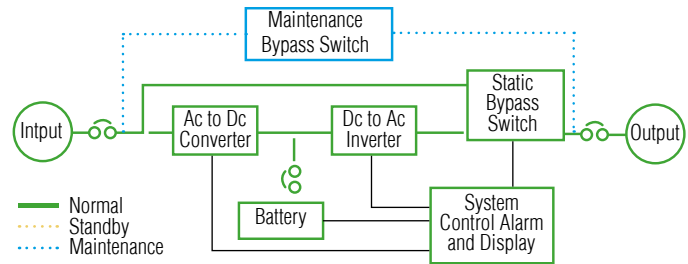 Maintenance
Bypass Switch
Static
Bypass
Switch
Intput
Ac to Dc
Converter
Dc to Ac
Inverter
Output
Battery
System
Control Alarm
and Display
Normal
Standby
Maintenance